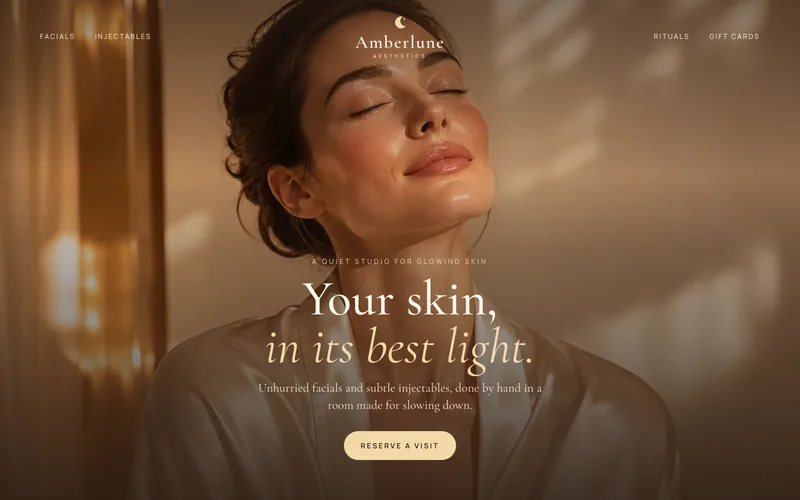 FACIALS
INJECTABLES
Amberlune
AESTHETICS
RITUALS
GIFT CARDS
A QUIET STUDIO FOR GLOWING SKIN
Your skin,
in its best light.
Unhurried facials and subtle injectables, done by hand in a
room made for slowing down.
RESERVE A VISIT